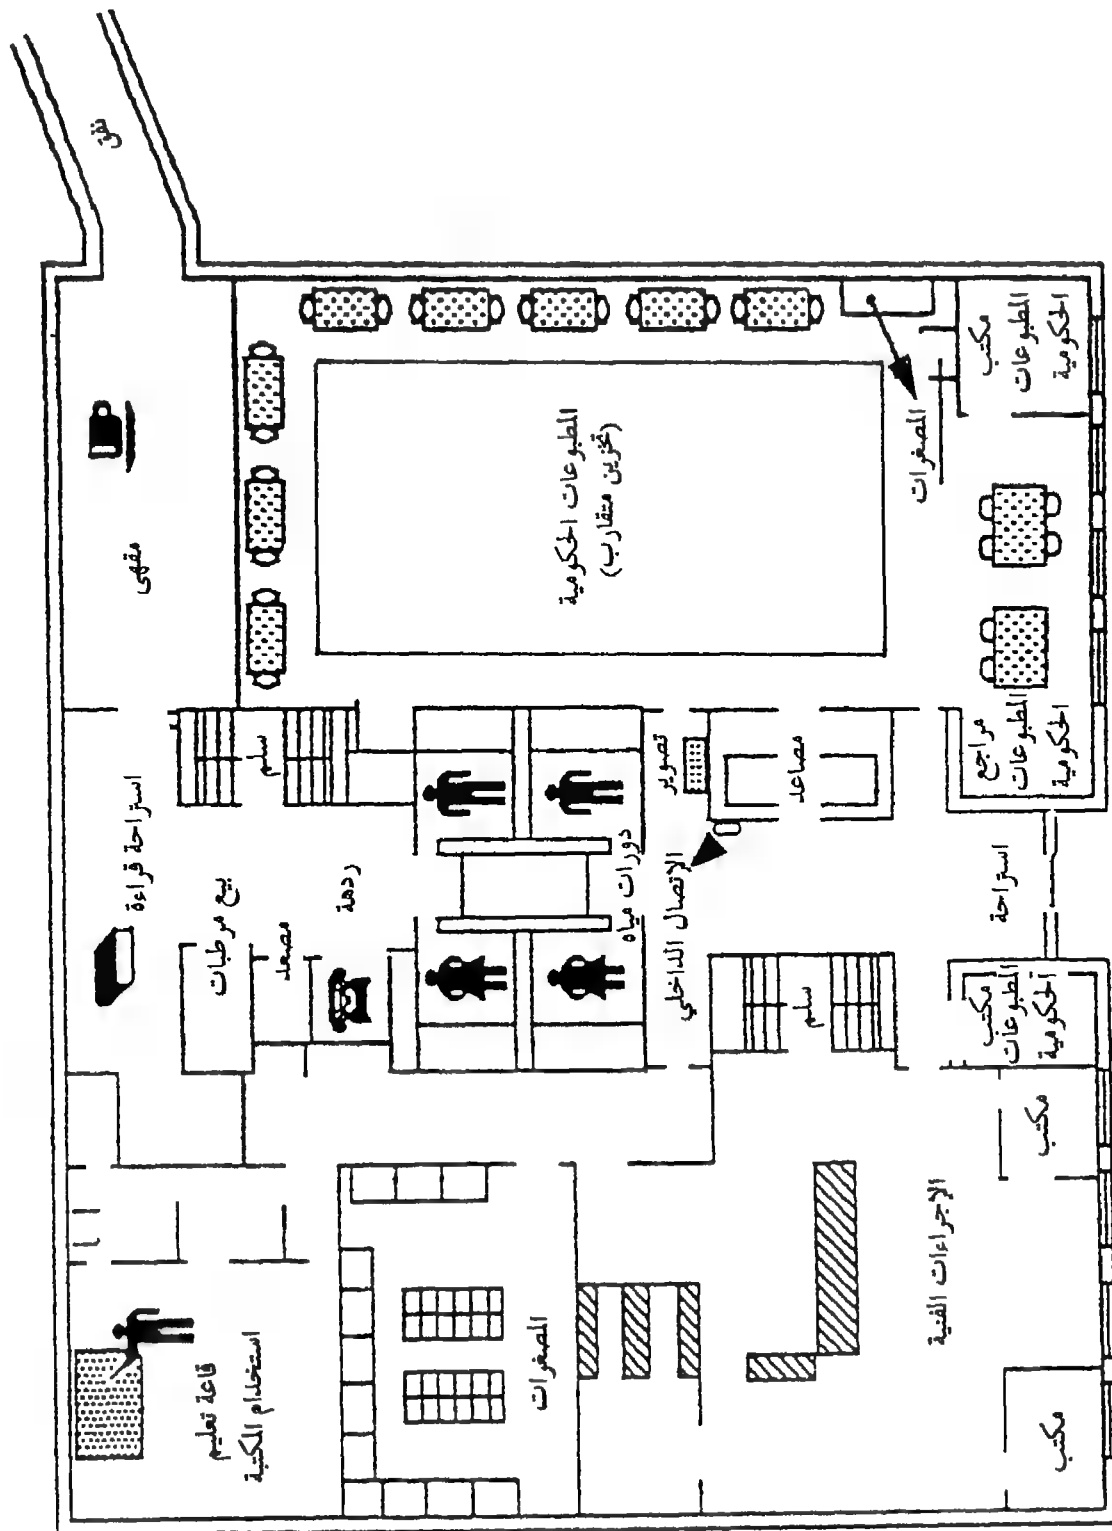 نفق
مقهى
المطبوعات الحكومية
(تخزين متقارب)
المصغرات
مكتب
المطبوعات
الحكومية
مراجع
المطبوعات
الحكومية
استراحة قراءة
سلم
بيع مرطبات
مصعد
ردهة
دورات مياه
تصوير
الاتصال الداخلي
مصاعد
سلم
استراحة
مكتب
المطبوعات
الحكومية
قاعة تعليم
استخدام المكتبة
المصغرات
الاجراءات الفنية
مكتب
مكتب